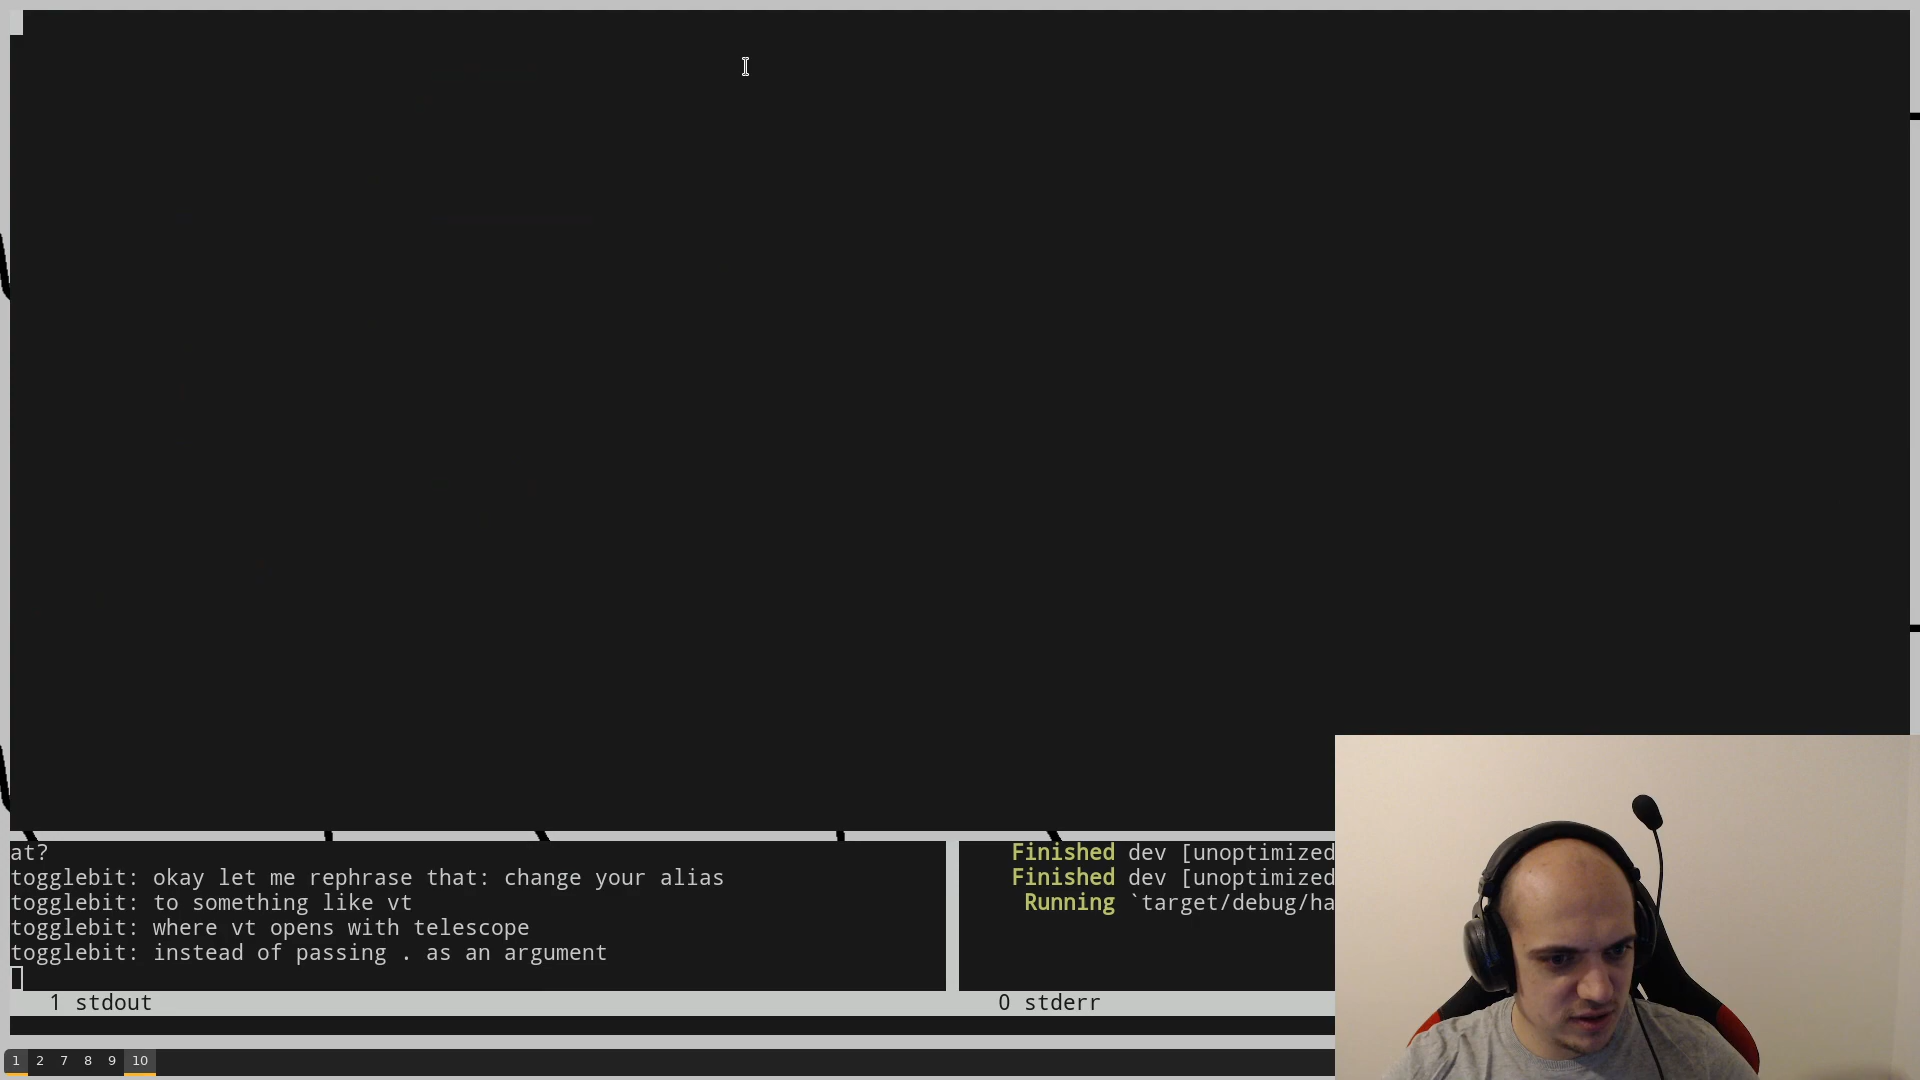 at?
togglebit: okay let me rephrase that: change your alias
togglebit: to something like vt
togglebit: where vt opens with telescope
togglebit: instead of passing . as an argument
1 stdout
Finished dev [unoptimized
Finished dev [unoptimized
Running `target/debug/ha
0 stderr
1 2 7 8 9 10